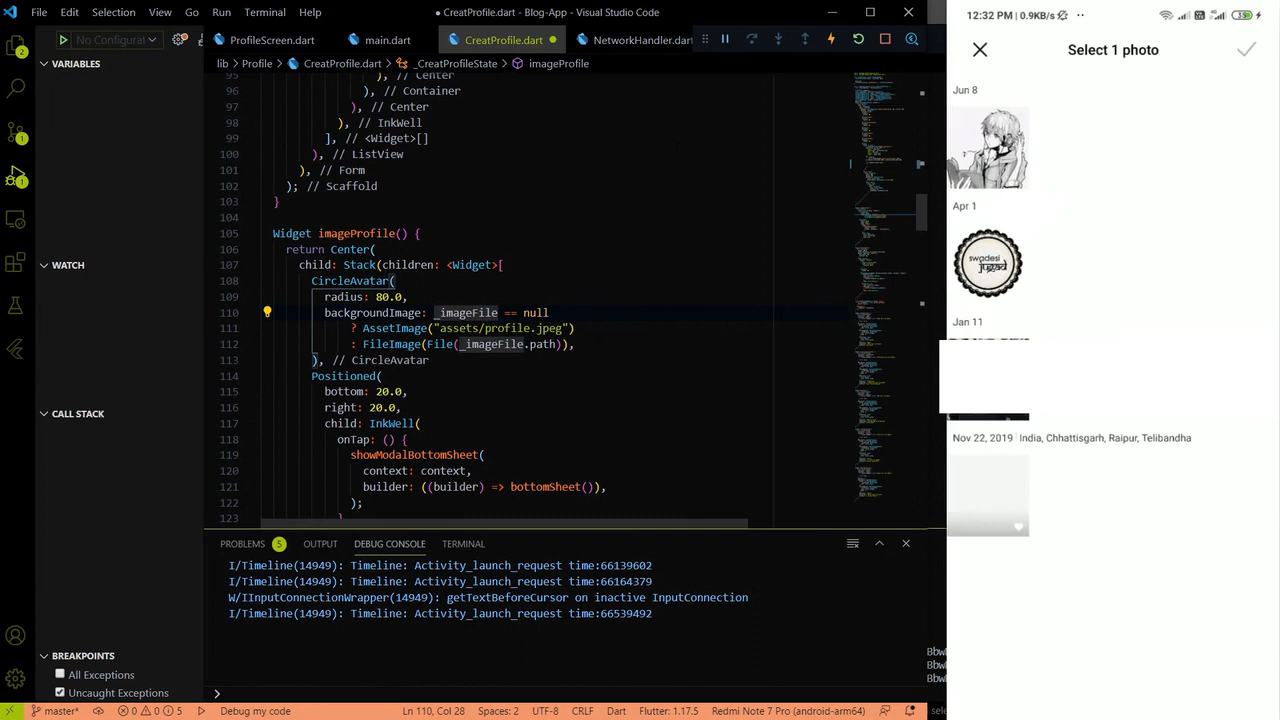 File Edit Selection View Go Run Terminal Help
● CreatProfile.dart - Blog-App - Visual Studio Code
No Configurat
ProfileScreen.dart
main.dart
CreatProfile.dart
NetworkHandler.dart
lib > Profile > CreatProfile.dart > _CreatProfileState > imageProfile
VARIABLES
WATCH
CALL STACK
BREAKPOINTS
All Exceptions
Uncaught Exceptions
95 ), // Center
96 ), // Container
97 ), // Center
98 ), // InkWell
99 ], // <Widget>[]
100 ), // ListView
101 ), // Form
102 ); // Scaffold
103 }
104
105 Widget imageProfile() {
106 return Center(
107 child: Stack(children: <Widget>[
108 CircleAvatar(
109 radius: 80.0,
110 backgroundImage: _imageFile == null
111 ? AssetImage("assets/profile.jpeg")
112 : FileImage(File(_imageFile.path)),
113 ), // CircleAvatar
114 Positioned(
115 bottom: 20.0,
116 right: 20.0,
117 child: InkWell(
118 onTap: () {
119 showModalBottomSheet(
120 context: context,
121 builder: ((builder) => bottomSheet()),
122 );
123 }
PROBLEMS 5 OUTPUT DEBUG CONSOLE TERMINAL
I/Timeline(14949): Timeline: Activity_launch_request time:66139602
I/Timeline(14949): Timeline: Activity_launch_request time:66164379
W/IInputConnectionWrapper(14949): getTextBeforeCursor on inactive InputConnection
I/Timeline(14949): Timeline: Activity_launch_request time:66539492
master* 0 0 5 Debug my code Ln 110, Col 28 Spaces: 2 UTF-8 CRLF Dart Flutter: 1.17.5 Redmi Note 7 Pro (android-arm64)
12:32 PM | 0.9KB/s
Select 1 photo
Jun 8
Apr 1
swadesi
jugad
Jan 11
Nov 22, 2019 | India, Chhattisgarh, Raipur, Telibandha